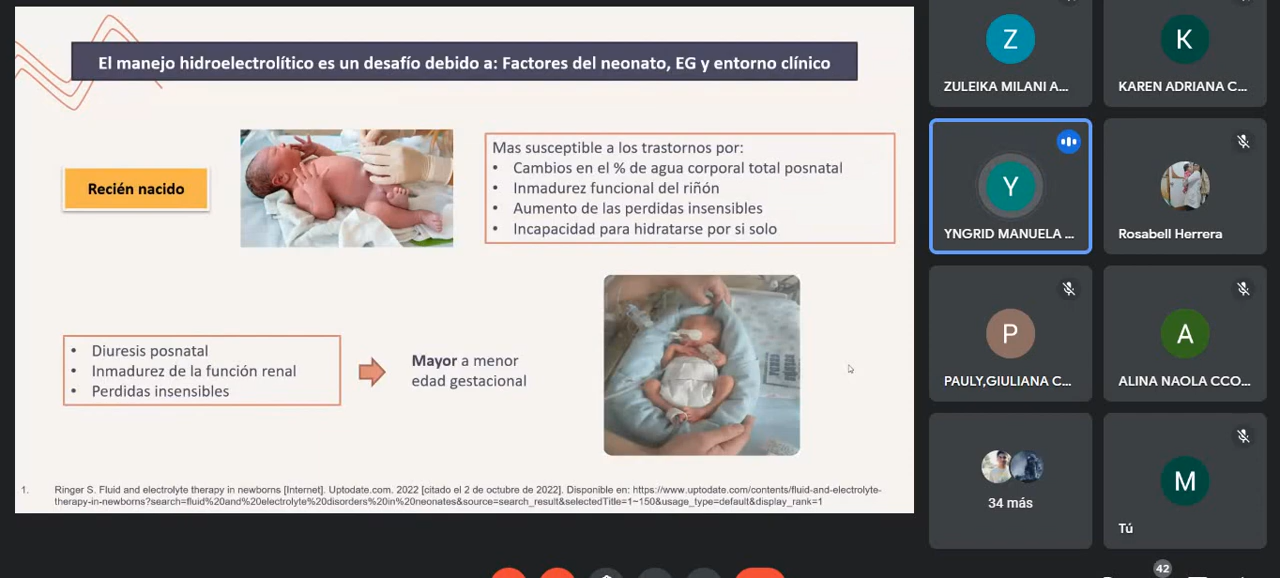 El manejo hidroelectrolítico es un desafío debido a: Factores del neonato, EG y entorno clínico
Recién nacido
Mas susceptible a los trastornos por:
• Cambios en el % de agua corporal total posnatal
• Inmadurez funcional del riñón
• Aumento de las perdidas insensibles
• Incapacidad para hidratarse por si solo
• Diuresis posnatal
• Inmadurez de la función renal
• Perdidas insensibles
Mayor a menor
edad gestacional
1. Ringer S. Fluid and electrolyte therapy in newborns [Internet]. Uptodate.com. 2022 [citado el 2 de octubre de 2022]. Disponible en: https://www.uptodate.com/contents/fluid-and-electrolyte-
therapy-in-newborns?search=fluid%20and%20electrolyte%20disorders%20in%20neonates&source=search_result&selectedTitle=1~150&usage_type=default&display_rank=1
Z
ZULEIKA MILANI A...
K
KAREN ADRIANA C...
Y
YNGRID MANUELA ...
Rosabell Herrera
P
PAULY,GIULIANA C...
A
ALINA NAOLA CCO...
34 más
M
Tú
42